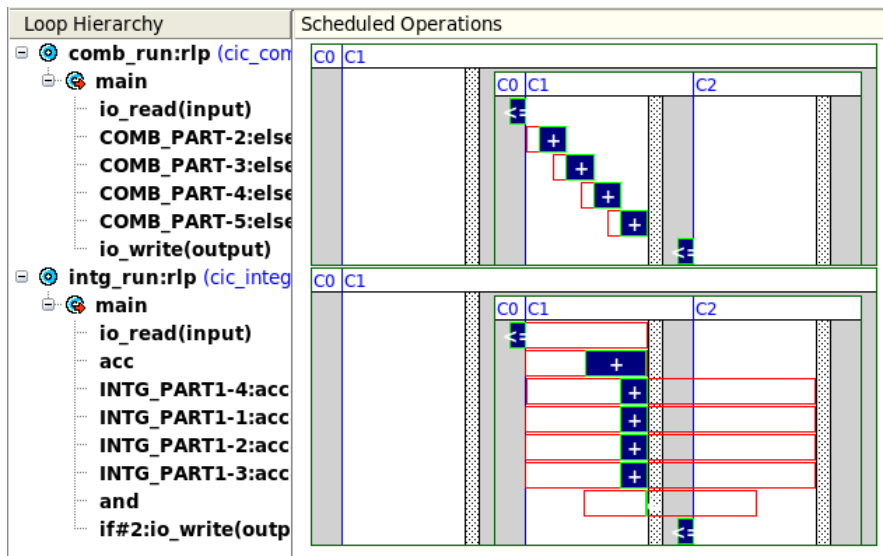 Loop Hierarchy Scheduled Operations
comb_run:rlp (cic_com C0 C1
main C0 C1 C2
io_read(input) <=
COMB_PART-2:else +
COMB_PART-3:else +
COMB_PART-4:else +
COMB_PART-5:else +
io_write(output) <=
intg_run:rlp (cic_integ C0 C1
main C0 C1 C2
io_read(input) <=
acc +
INTG_PART1-4:acc +
INTG_PART1-1:acc +
INTG_PART1-2:acc +
INTG_PART1-3:acc +
and
if#2:io_write(outp <=